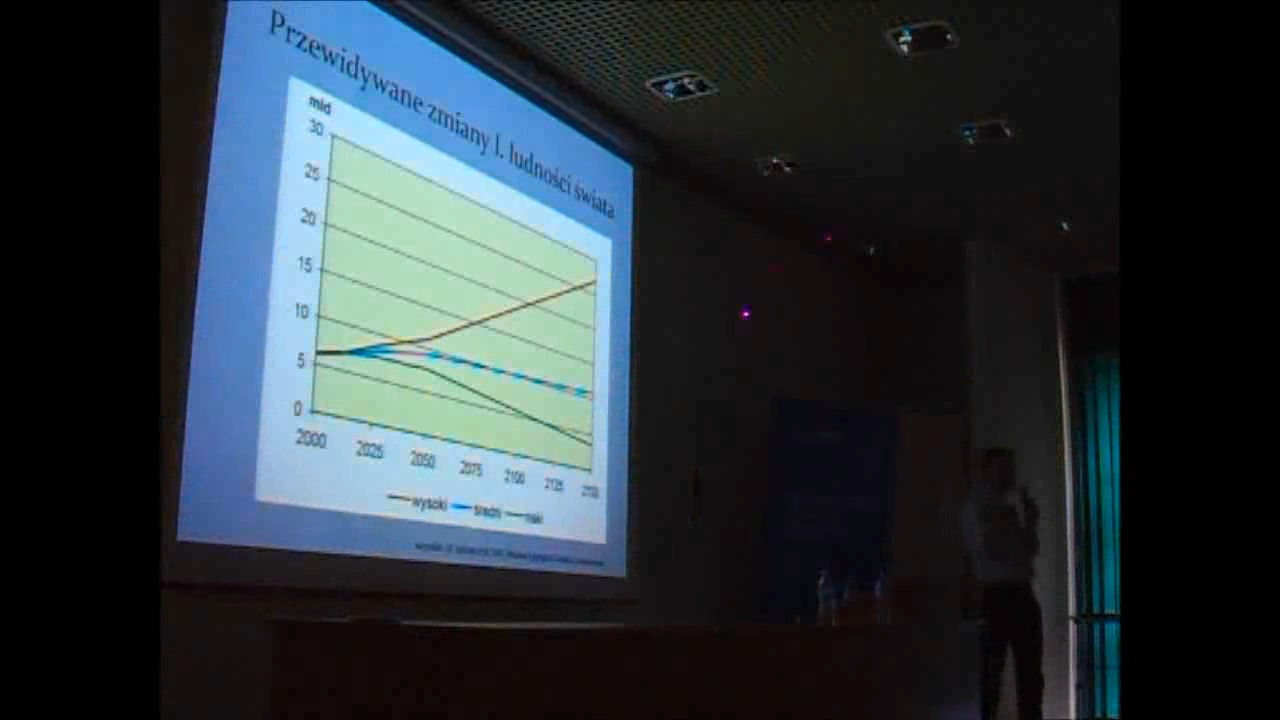 Przewidywane zmiany l. ludności świata
mld
30
25
20
15
10
5
0
2000 2025 2050 2075 2100 2125 2150
wysoki średni niski